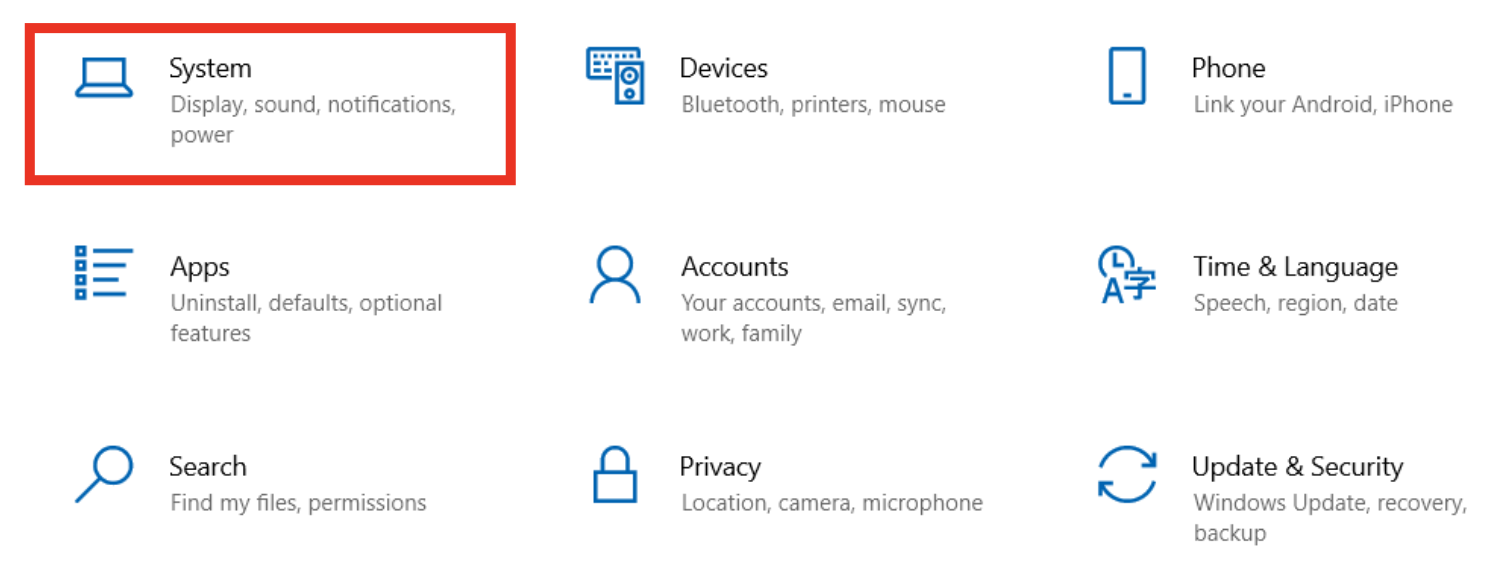 System
Display, sound, notifications,
power
Devices
Bluetooth, printers, mouse
Phone
Link your Android, iPhone
Apps
Uninstall, defaults, optional
features
Accounts
Your accounts, email, sync,
work, family
Time & Language
Speech, region, date
Search
Find my files, permissions
Privacy
Location, camera, microphone
Update & Security
Windows Update, recovery,
backup